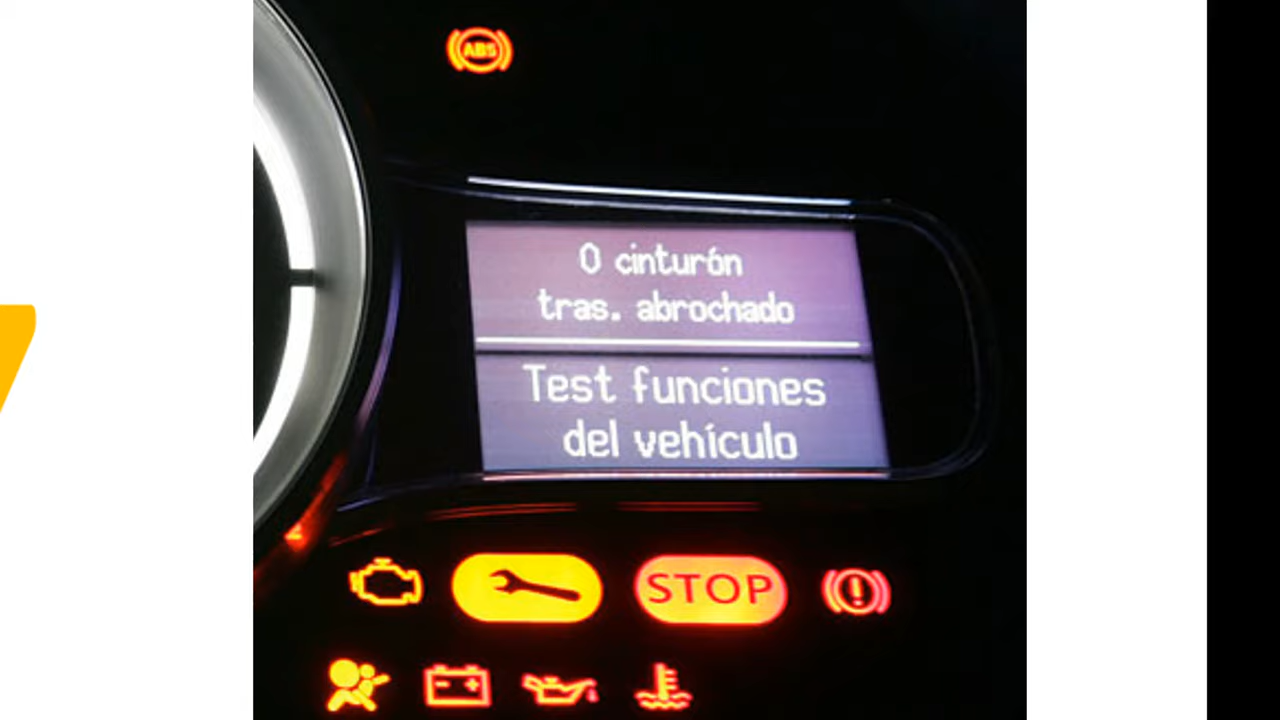 ABS
0 cinturón
tras. abrochado
Test funciones
del vehículo
STOP